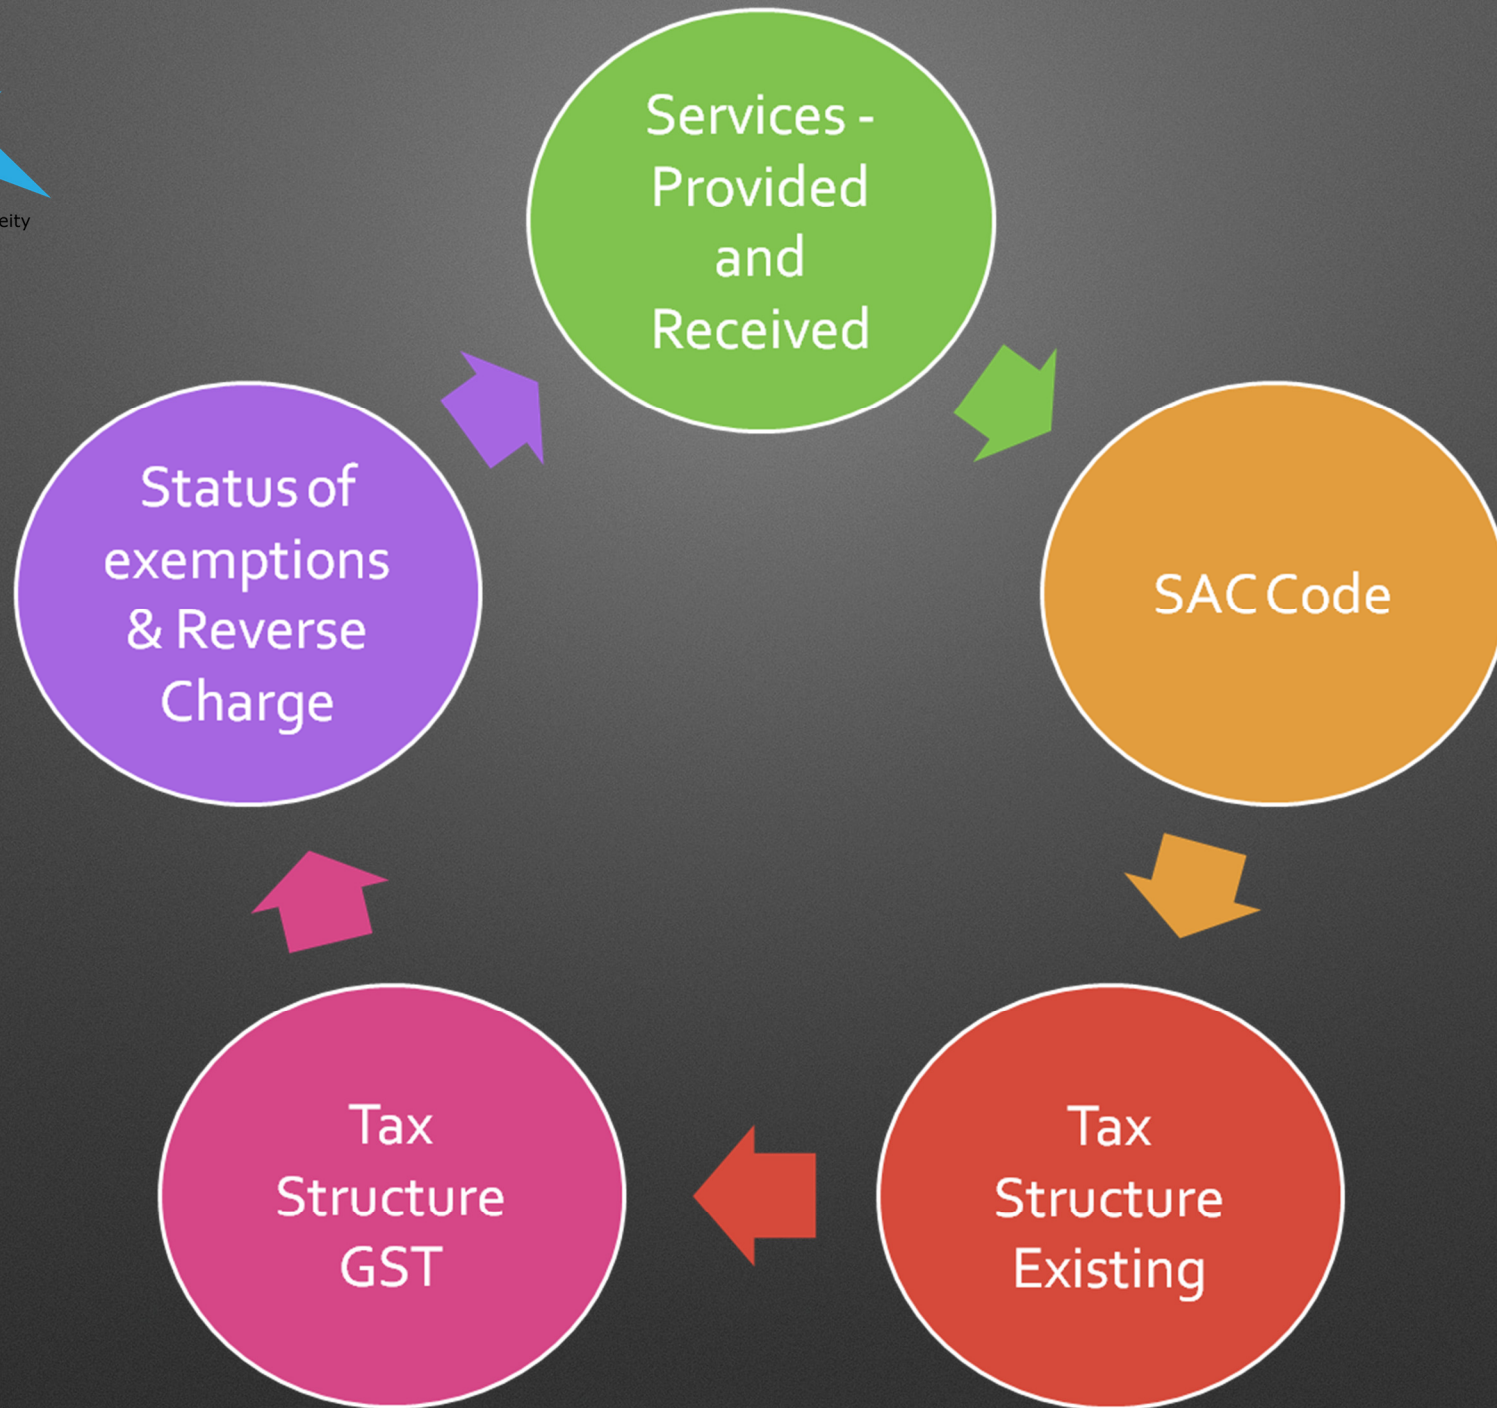 Services -
Provided
and
Received
SAC Code
Tax
Structure
Existing
Tax
Structure
GST
Status of
exemptions
& Reverse
Charge